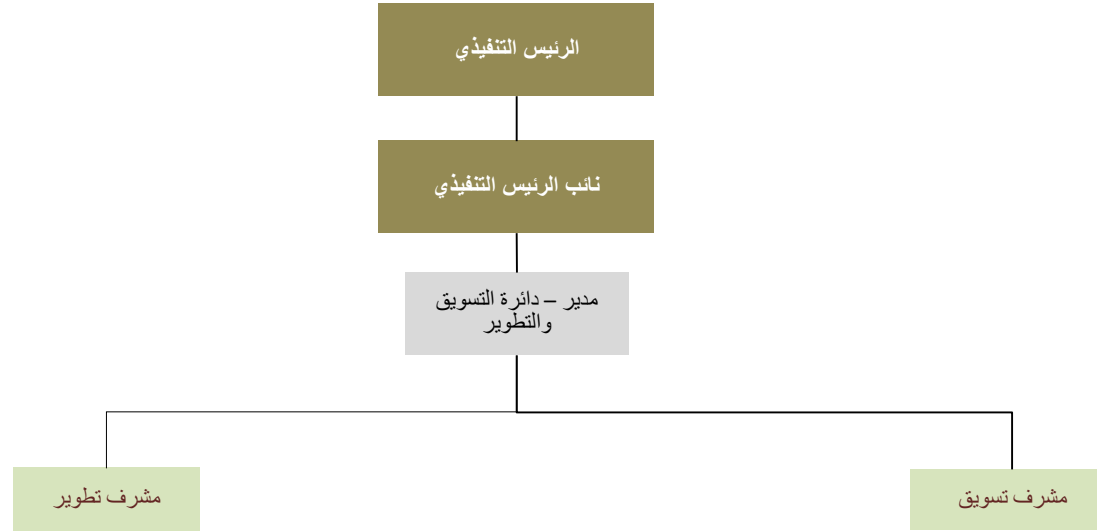 الرئيس التنفيذي
نائب الرئيس التنفيذي
مدير – دائرة التسويق
والتطوير
مشرف تسويق
مشرف تطوير